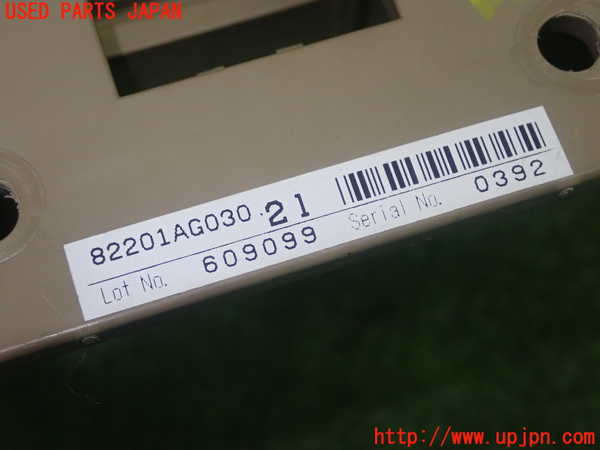 USED PARTS JAPAN
82201AG030 · 21
Lot No. 609099 Serial No. 0392
http://www.upjpn.com/